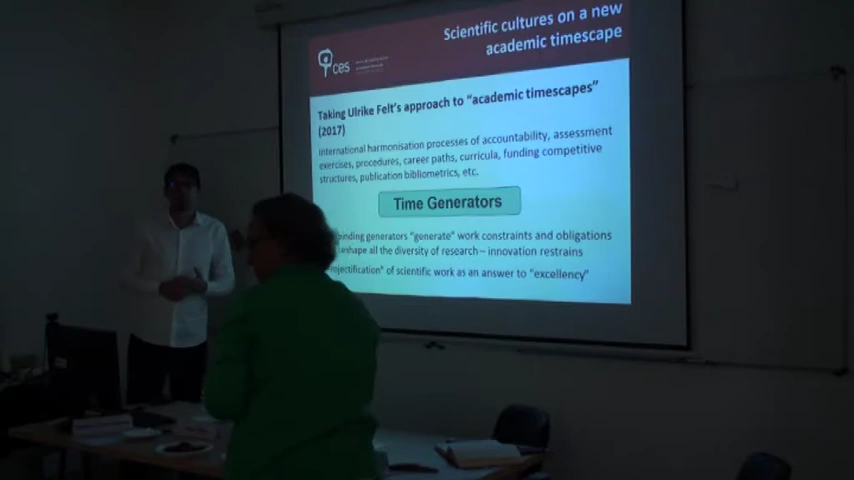 Scientific cultures on a new
academic timescape
ces
Taking Ulrike Felt's approach to "academic timescapes"
(2017)
International harmonisation processes of accountability, assessment
exercises, procedures, career paths, curricula, funding competitive
structures, publication bibliometrics, etc.
Time Generators
binding generators "generate" work constraints and obligations
reshape all the diversity of research – innovation restrains
rojectification" of scientific work as an answer to "excellency"